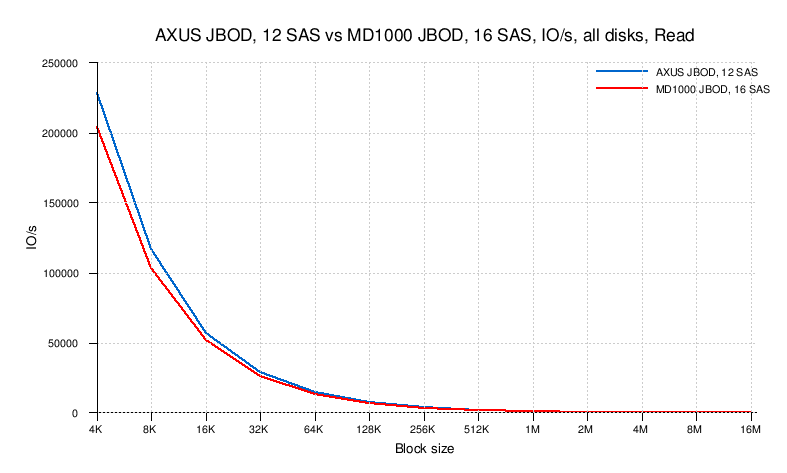 AXUS JBOD, 12 SAS vs MD1000 JBOD, 16 SAS, IO/s, all disks, Read
AXUS JBOD, 12 SAS
MD1000 JBOD, 16 SAS
IO/s
250000
200000
150000
100000
50000
0
4K 8K 16K 32K 64K 128K 256K 512K 1M 2M 4M 8M 16M
Block size